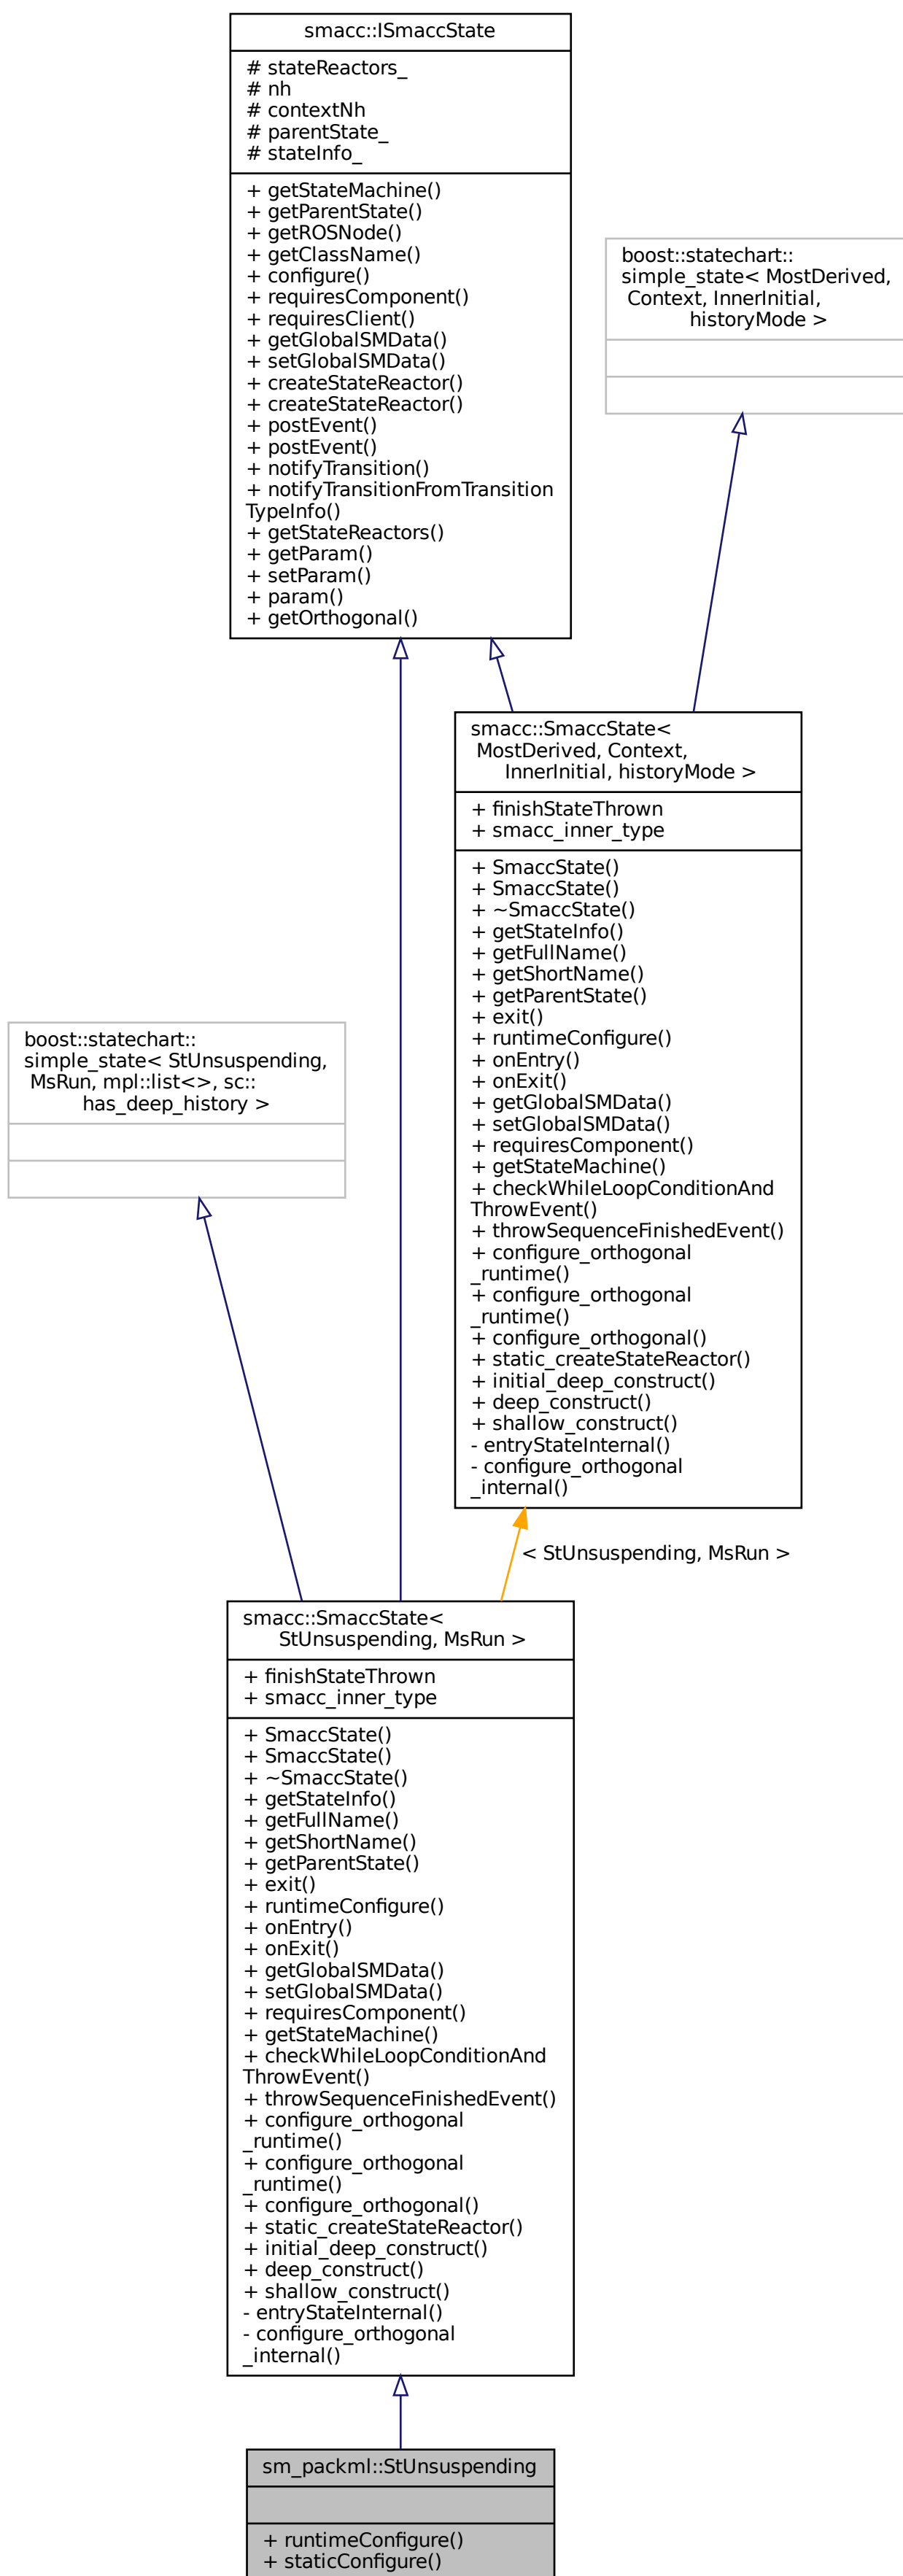 smacc::ISmaccState
# stateReactors_
# nh
# contextNh
# parentState_
# stateInfo_
+ getStateMachine()
+ getParentState()
+ getROSNode()
+ getClassName()
+ configure()
+ requiresComponent()
+ requiresClient()
+ getGlobalSMData()
+ setGlobalSMData()
+ createStateReactor()
+ createStateReactor()
+ postEvent()
+ postEvent()
+ notifyTransition()
+ notifyTransitionFromTransition
TypeInfo()
+ getStateReactors()
+ getParam()
+ setParam()
+ param()
+ getOrthogonal()
boost::statechart::
simple_state< MostDerived,
Context, InnerInitial,
historyMode >
smacc::SmaccState<
MostDerived, Context,
InnerInitial, historyMode >
+ finishStateThrown
+ smacc_inner_type
+ SmaccState()
+ SmaccState()
+ ~SmaccState()
+ getStateInfo()
+ getFullName()
+ getShortName()
+ getParentState()
+ exit()
+ runtimeConfigure()
+ onEntry()
+ onExit()
+ getGlobalSMData()
+ setGlobalSMData()
+ requiresComponent()
+ getStateMachine()
+ checkWhileLoopConditionAnd
ThrowEvent()
+ throwSequenceFinishedEvent()
+ configure_orthogonal
_runtime()
+ configure_orthogonal
_runtime()
+ configure_orthogonal()
+ static_createStateReactor()
+ initial_deep_construct()
+ deep_construct()
+ shallow_construct()
- entryStateInternal()
- configure_orthogonal
_internal()
boost::statechart::
simple_state< StUnsuspending,
MsRun, mpl::list<>, sc::
has_deep_history >
< StUnsuspending, MsRun >
smacc::SmaccState<
StUnsuspending, MsRun >
+ finishStateThrown
+ smacc_inner_type
+ SmaccState()
+ SmaccState()
+ ~SmaccState()
+ getStateInfo()
+ getFullName()
+ getShortName()
+ getParentState()
+ exit()
+ runtimeConfigure()
+ onEntry()
+ onExit()
+ getGlobalSMData()
+ setGlobalSMData()
+ requiresComponent()
+ getStateMachine()
+ checkWhileLoopConditionAnd
ThrowEvent()
+ throwSequenceFinishedEvent()
+ configure_orthogonal
_runtime()
+ configure_orthogonal
_runtime()
+ configure_orthogonal()
+ static_createStateReactor()
+ initial_deep_construct()
+ deep_construct()
+ shallow_construct()
- entryStateInternal()
- configure_orthogonal
_internal()
sm_packml::StUnsuspending
+ runtimeConfigure()
+ staticConfigure()